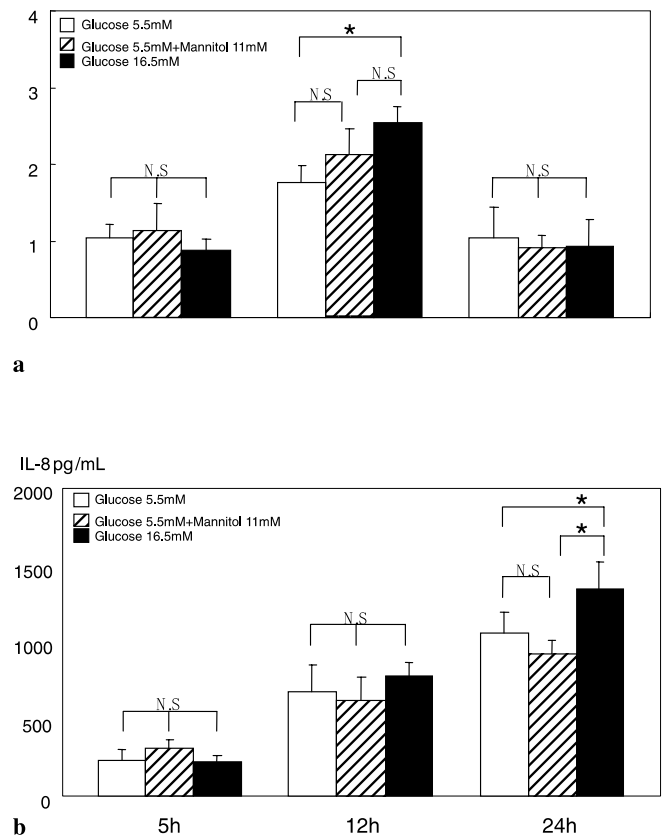 4
Glucose 5.5mM
Glucose 5.5mM+Mannitol 11mM
Glucose 16.5mM
*
N.S
N.S
3
2
N.S
N.S
1
0
a
IL-8 pg/mL
2000
Glucose 5.5mM
Glucose 5.5mM+Mannitol 11mM
Glucose 16.5mM
*
*
1500
N.S
N.S
1000
N.S
500
0
b
5h
12h
24h